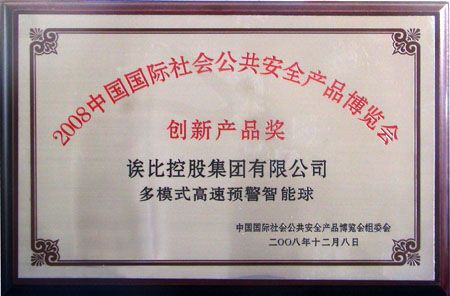 2008中国国际社会公共安全产品博览会
创新产品奖
诶比控股集团有限公司
多模式高速预警智能球
中国国际社会公共安全产品博览会组委会
二〇〇八年十二月八日